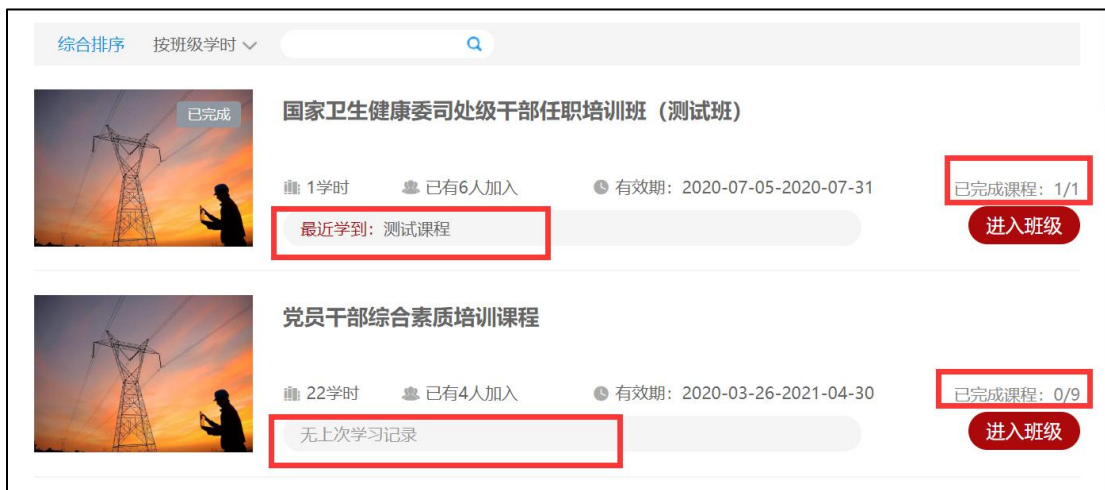 综合排序 按班级学时
已完成
国家卫生健康委司处级干部任职培训班（测试班）
1学时 已有6人加入 有效期：2020-07-05-2020-07-31 已完成课程：1/1
最近学到：测试课程 进入班级
党员干部综合素质培训课程
22学时 已有4人加入 有效期：2020-03-26-2021-04-30 已完成课程：0/9
无上次学习记录 进入班级